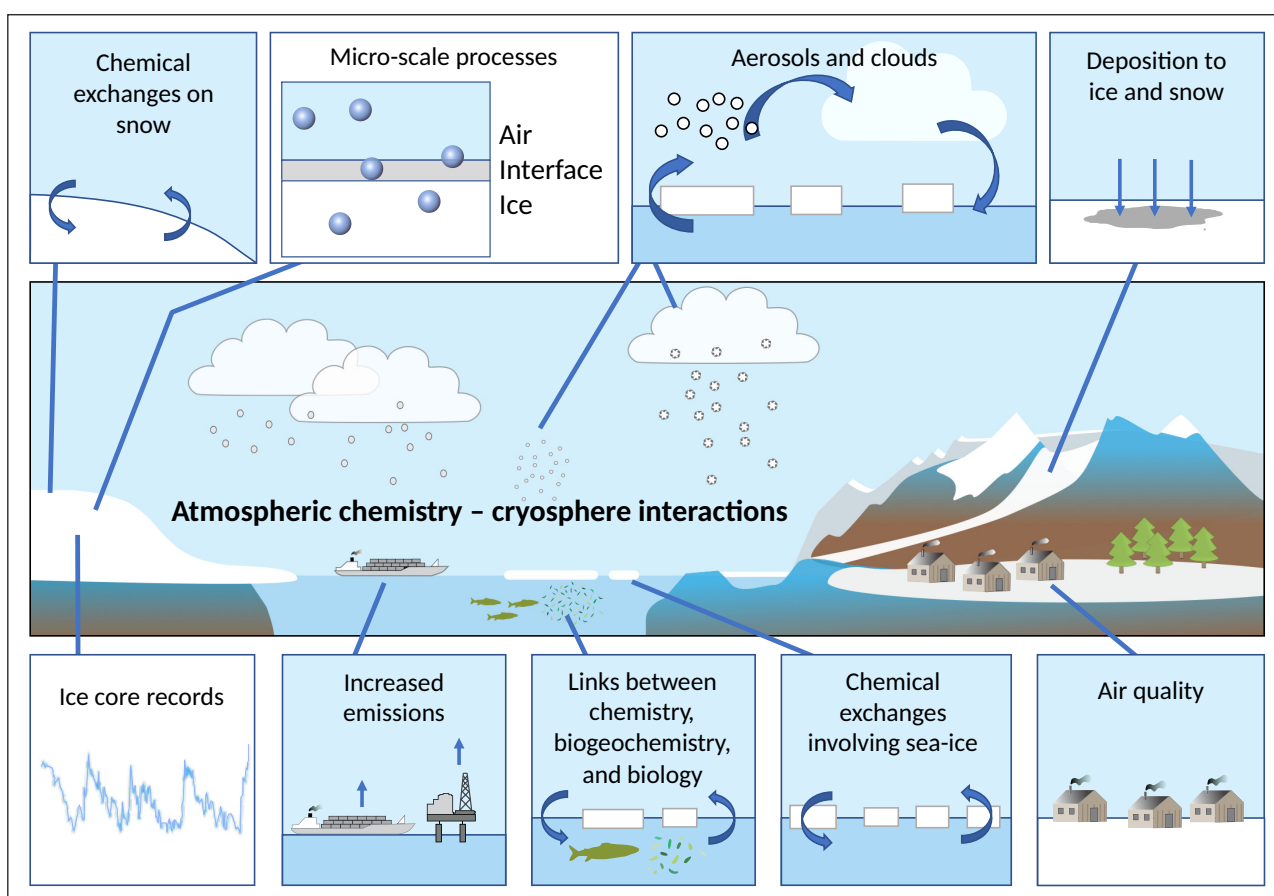 Chemical
exchanges on
snow
Micro-scale processes
Air
Interface
Ice
Aerosols and clouds
Deposition to
ice and snow
Atmospheric chemistry – cryosphere interactions
Ice core records
Increased
emissions
Links between
chemistry,
biogeochemistry,
and biology
Chemical
exchanges
involving sea-ice
Air quality